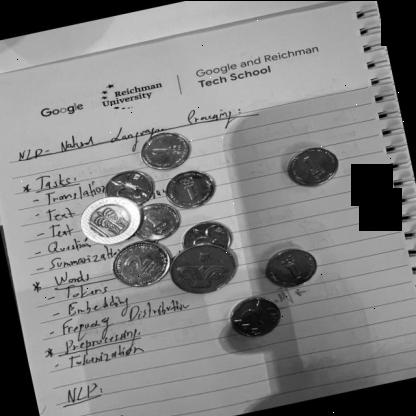 Google
Reichman
University
Google and Reichman
Tech School
NLP - Natural Language Processing:
* Tasks:
- Translation
- Text
- Text
- Question
- Summarization
* Words
- Tokens
- Embedding
- Frequency Distribution
* Preprocessing:
- Tokenization
NLP: